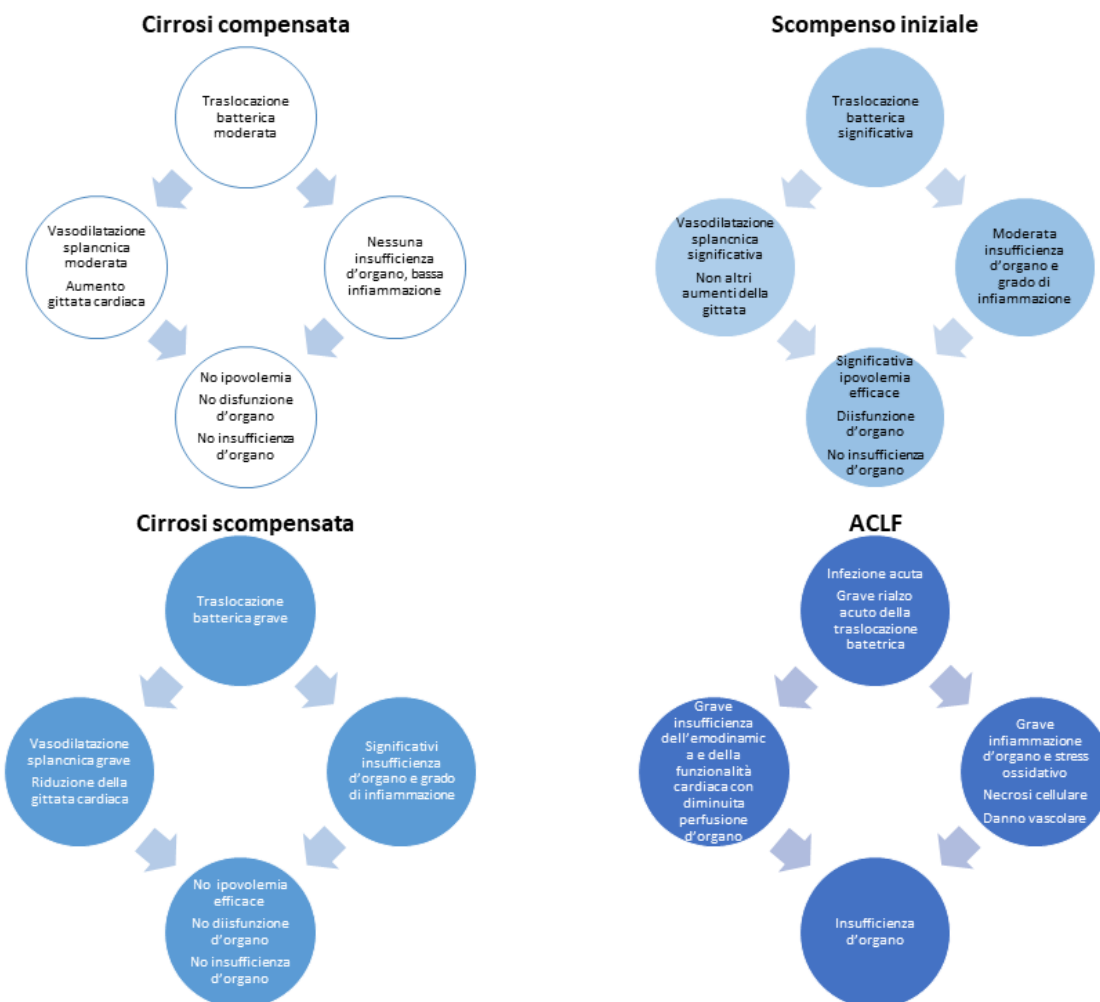 Cirrosi compensata
Traslocazione
batterica
moderata
Vasodilatazione
splancnica
moderata
Aumento
gittata cardiaca
Nessuna
insufficienza
d'organo, bassa
infiammazione
No ipovolemia
No disfunzione
d'organo
No insufficienza
d'organo
Scompenso iniziale
Traslocazione
batterica
significativa
Vasodilatazione
splancnica
significativa
Non altri
aumenti della
gittata
Moderata
insufficienza
d'organo e
grado di
infiammazione
Significativa
ipovolemia
efficace
Diisfunzione
d'organo
No insufficienza
d'organo
Cirrosi scompensata
Traslocazione
batterica grave
Vasodilatazione
splancnica grave
Riduzione della
gittata cardiaca
Significativi
insufficienza
d'organo e grado
di infiammazione
No ipovolemia
efficace
No diisfunzione
d'organo
No insufficienza
d'organo
ACLF
Infezione acuta
Grave rialzo
acuto della
traslocazione
batetrica
Grave
insufficienza
dell'emodinamic
a e della
funzionalità
cardiaca con
diminuita
perfusione
d'organo
Grave
infiammazione
d'organo e stress
ossidativo
Necrosi cellulare
Danno vascolare
Insufficienza
d'organo